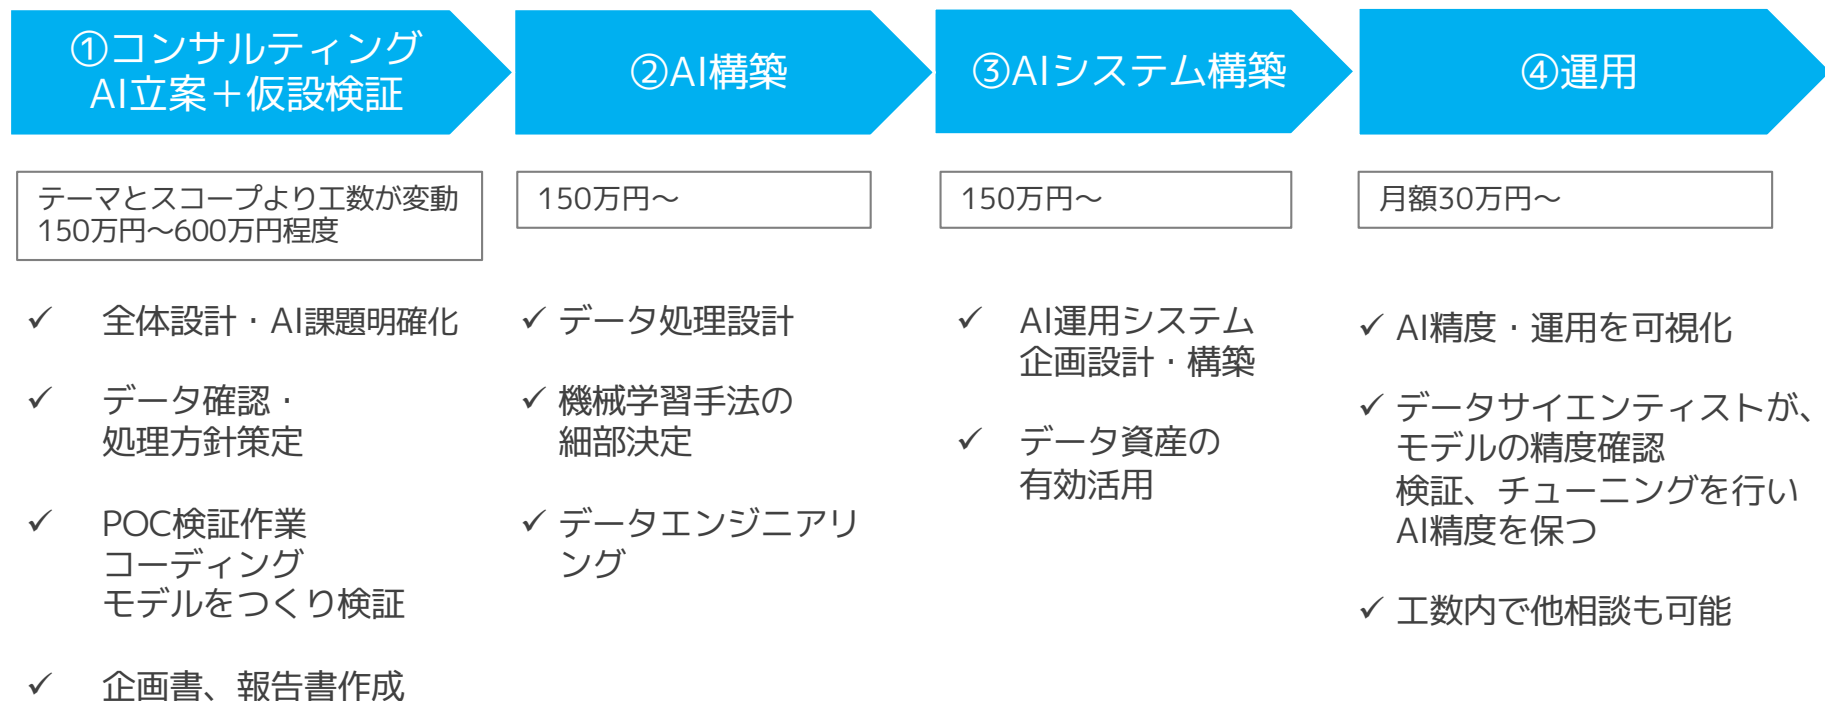 ①コンサルティング
AI立案＋仮設検証
②AI構築
③AIシステム構築
④運用
テーマとスコープより工数が変動
150万円～600万円程度
150万円～
150万円～
月額30万円～
✓ 全体設計・AI課題明確化
✓ データ確認・
処理方針策定
✓ POC検証作業
コーディング
モデルをつくり検証
✓ 企画書、報告書作成
✓ データ処理設計
✓ 機械学習手法の
細部決定
✓ データエンジニアリ
ング
✓ AI運用システム
企画設計・構築
✓ データ資産の
有効活用
✓ AI精度・運用を可視化
✓ データサイエンティストが、
モデルの精度確認
検証、チューニングを行い
AI精度を保つ
✓ 工数内で他相談も可能